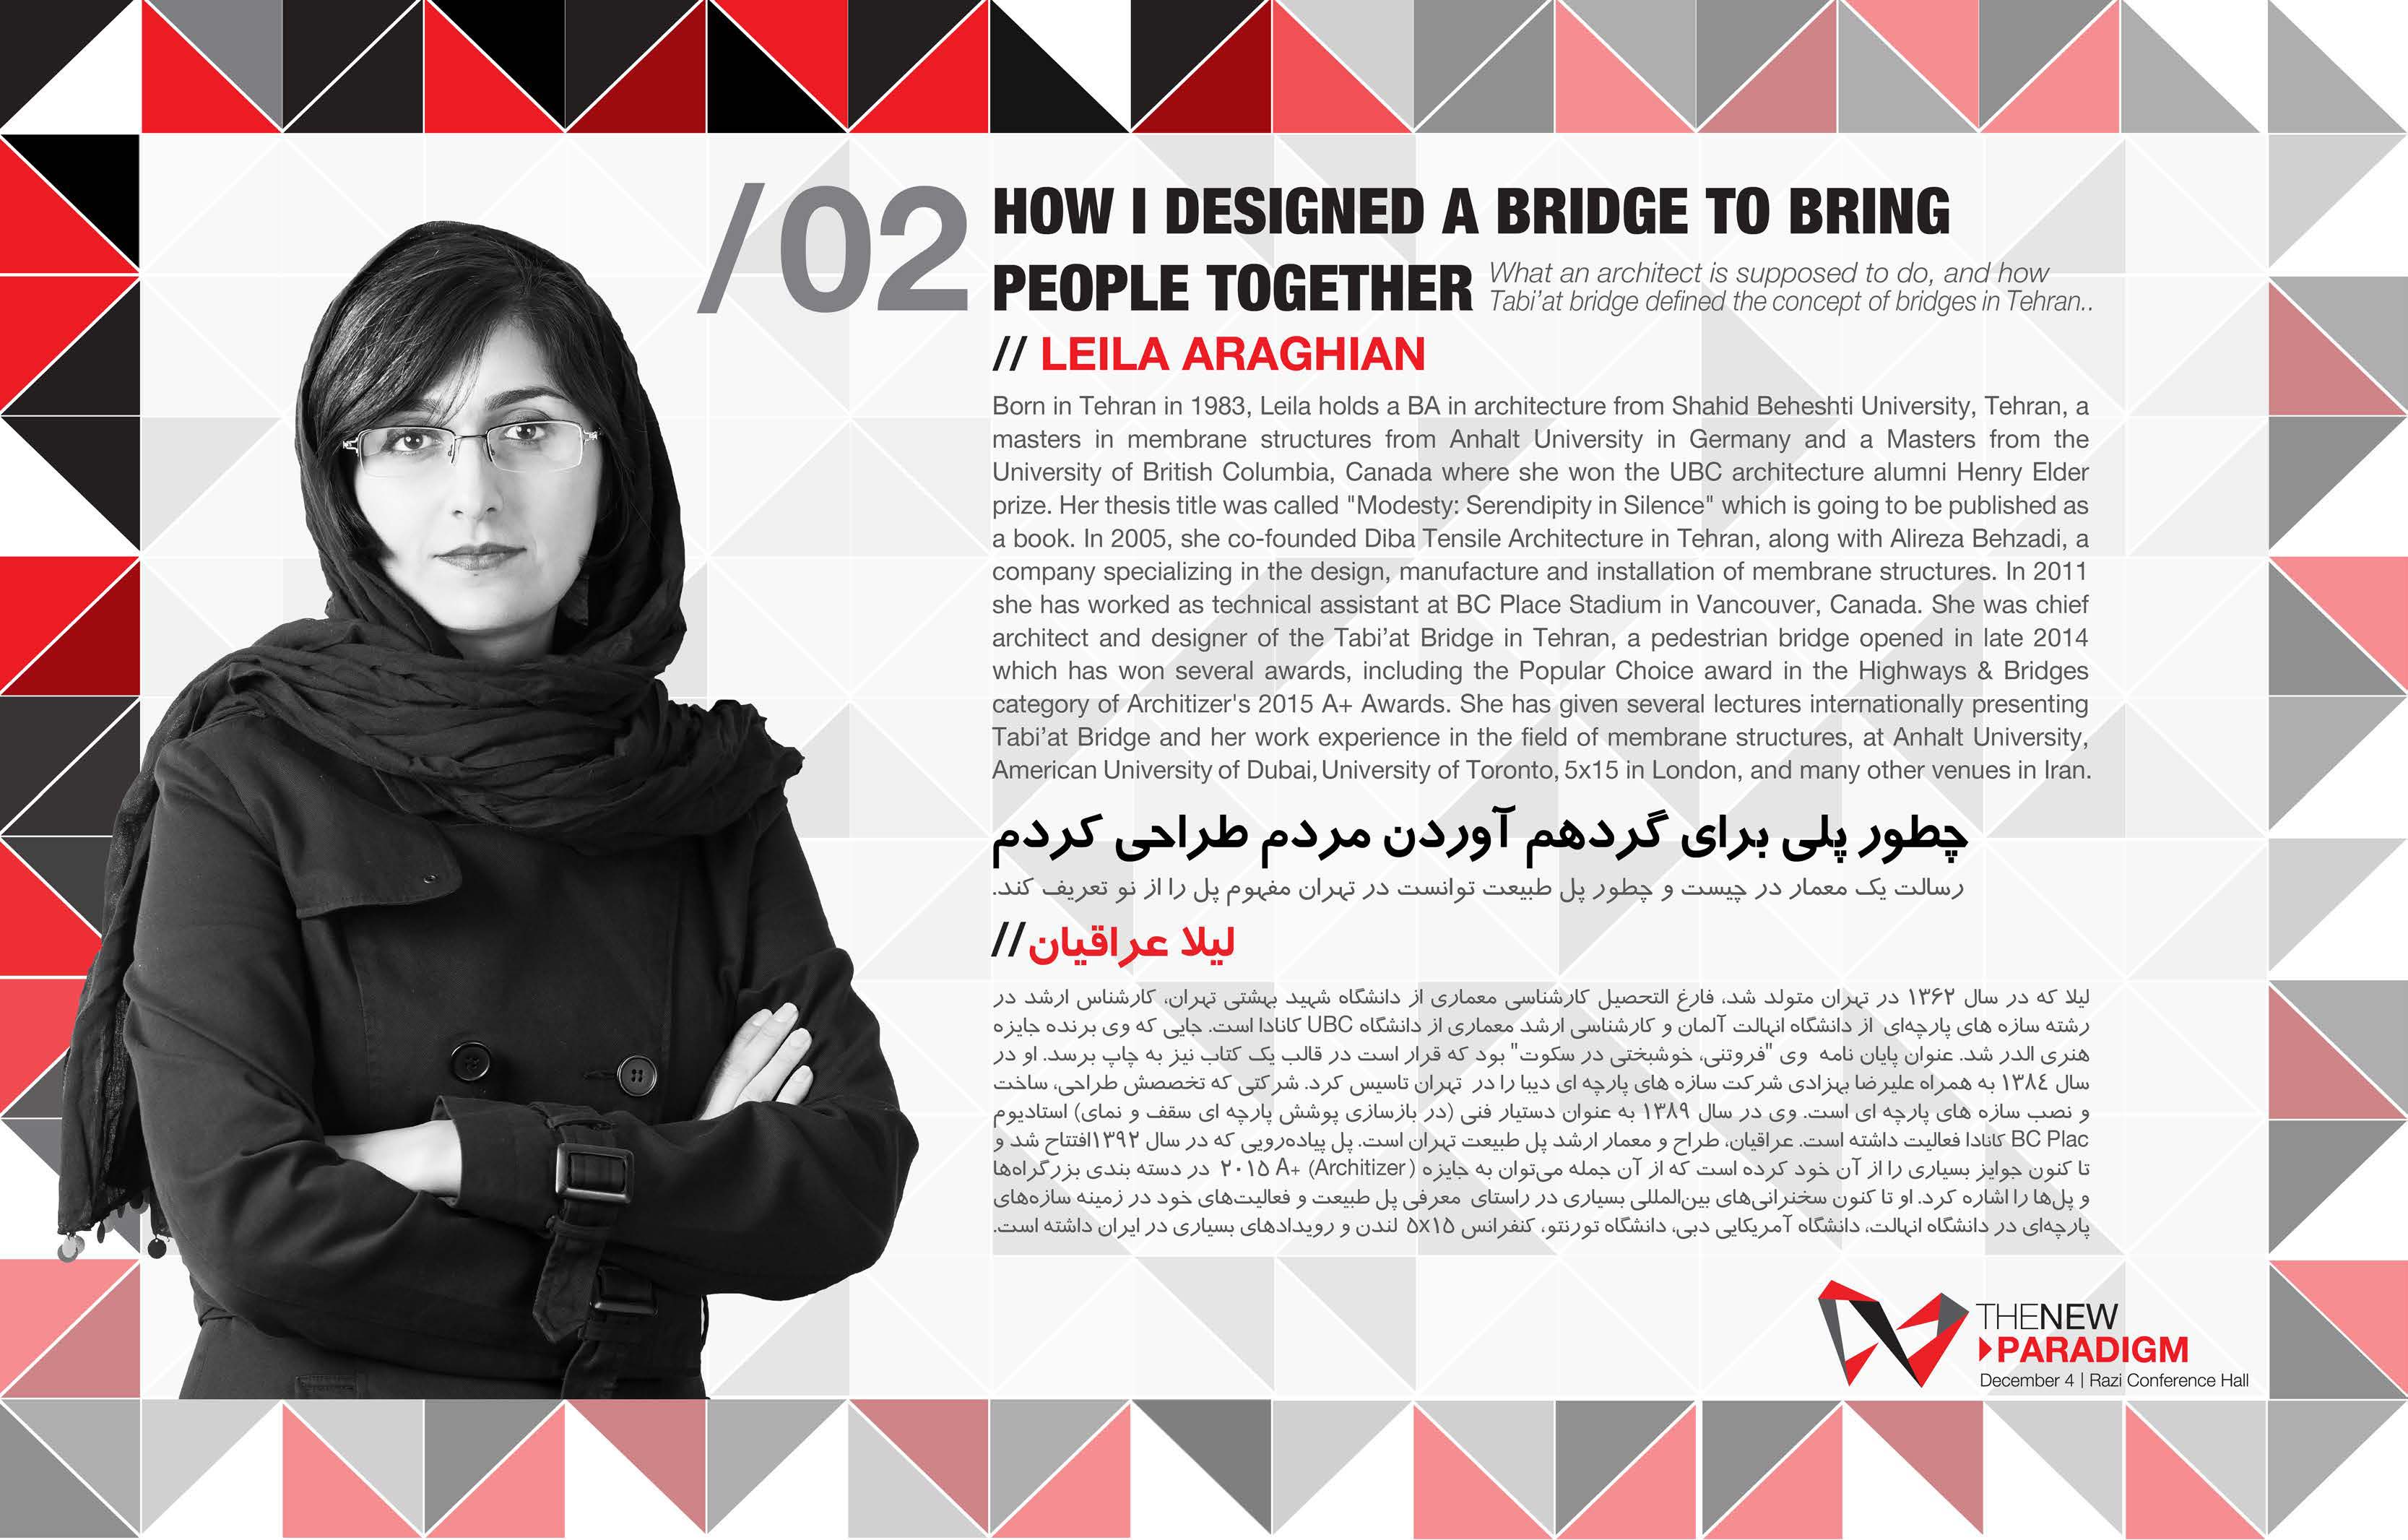 /02
HOW I DESIGNED A BRIDGE TO BRING
PEOPLE TOGETHER
What an architect is supposed to do, and how
Tabi'at bridge defined the concept of bridges in Tehran..
// LEILA ARAGHIAN
Born in Tehran in 1983, Leila holds a BA in architecture from Shahid Beheshti University, Tehran, a
masters in membrane structures from Anhalt University in Germany and a Masters from the
University of British Columbia, Canada where she won the UBC architecture alumni Henry Elder
prize. Her thesis title was called "Modesty: Serendipity in Silence" which is going to be published as
a book. In 2005, she co-founded Diba Tensile Architecture in Tehran, along with Alireza Behzadi, a
company specializing in the design, manufacture and installation of membrane structures. In 2011
she has worked as technical assistant at BC Place Stadium in Vancouver, Canada. She was chief
architect and designer of the Tabi'at Bridge in Tehran, a pedestrian bridge opened in late 2014
which has won several awards, including the Popular Choice award in the Highways & Bridges
category of Architizer's 2015 A+ Awards. She has given several lectures internationally presenting
Tabi'at Bridge and her work experience in the field of membrane structures, at Anhalt University,
American University of Dubai, University of Toronto, 5x15 in London, and many other venues in Iran.
چطور پلی برای گردهم آوردن مردم طراحی کردم
رسالت یک معمار در چیست و چطور پل طبیعت توانست در تهران مفهوم پل را از نو تعریف کند.
لیلا عراقیان//
لیلا که در سال ۱۳۶۲ در تهران متولد شد، فارغ التحصیل کارشناسی معماری از دانشگاه شهید بهشتی تهران، کارشناس ارشد در
رشته سازه های پارچه‌ای از دانشگاه انهالت آلمان و کارشناسی ارشد معماری از دانشگاه UBC کانادا است. جایی که وی برنده جایزه
هنری الدر شد. عنوان پایان نامه وی "فروتنی، خوشبختی در سکوت" بود که قرار است در قالب یک کتاب نیز به چاپ برسد. او در
سال ۱۳۸٤ به همراه علیرضا بهزادی شرکت سازه های پارچه ای دیبا را در تهران تاسیس کرد. شرکتی که تخصصش طراحی، ساخت
و نصب سازه های پارچه ای است. وی در سال ۱۳۸۹ به عنوان دستیار فنی (در بازسازی پوشش پارچه ای سقف و نمای) استادیوم
BC Plac کانادا فعالیت داشته است. عراقیان، طراح و معمار ارشد پل طبیعت تهران است. پل پیاده‌رویی که در سال ۱۳۹۲افتتاح شد و
تا کنون جوایز بسیاری را از آن خود کرده است که از آن جمله می‌توان به جایزه (Architizer) A+ ۲۰۱۵ در دسته بندی بزرگراه‌ها
و پل‌ها را اشاره کرد. او تا کنون سخنرانی‌های بین‌المللی بسیاری در راستای معرفی پل طبیعت و فعالیت‌های خود در زمینه سازه‌های
پارچه‌ای در دانشگاه انهالت، دانشگاه آمریکایی دبی، دانشگاه تورنتو، کنفرانس ۵x۱۵ لندن و رویدادهای بسیاری در ایران داشته است.
THENEW
PARADIGM
December 4 | Razi Conference Hall